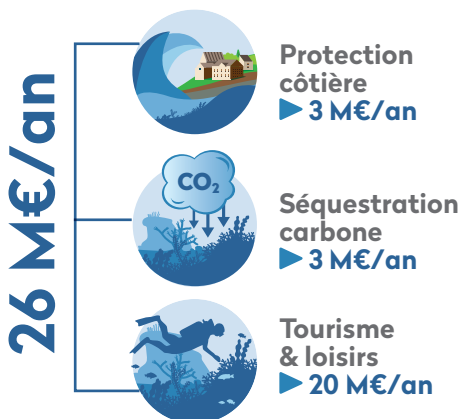 26 M€/an
Protection
côtière
▶ 3 M€/an
CO₂
Séquestration
carbone
▶ 3 M€/an
Tourisme
& loisirs
▶ 20 M€/an